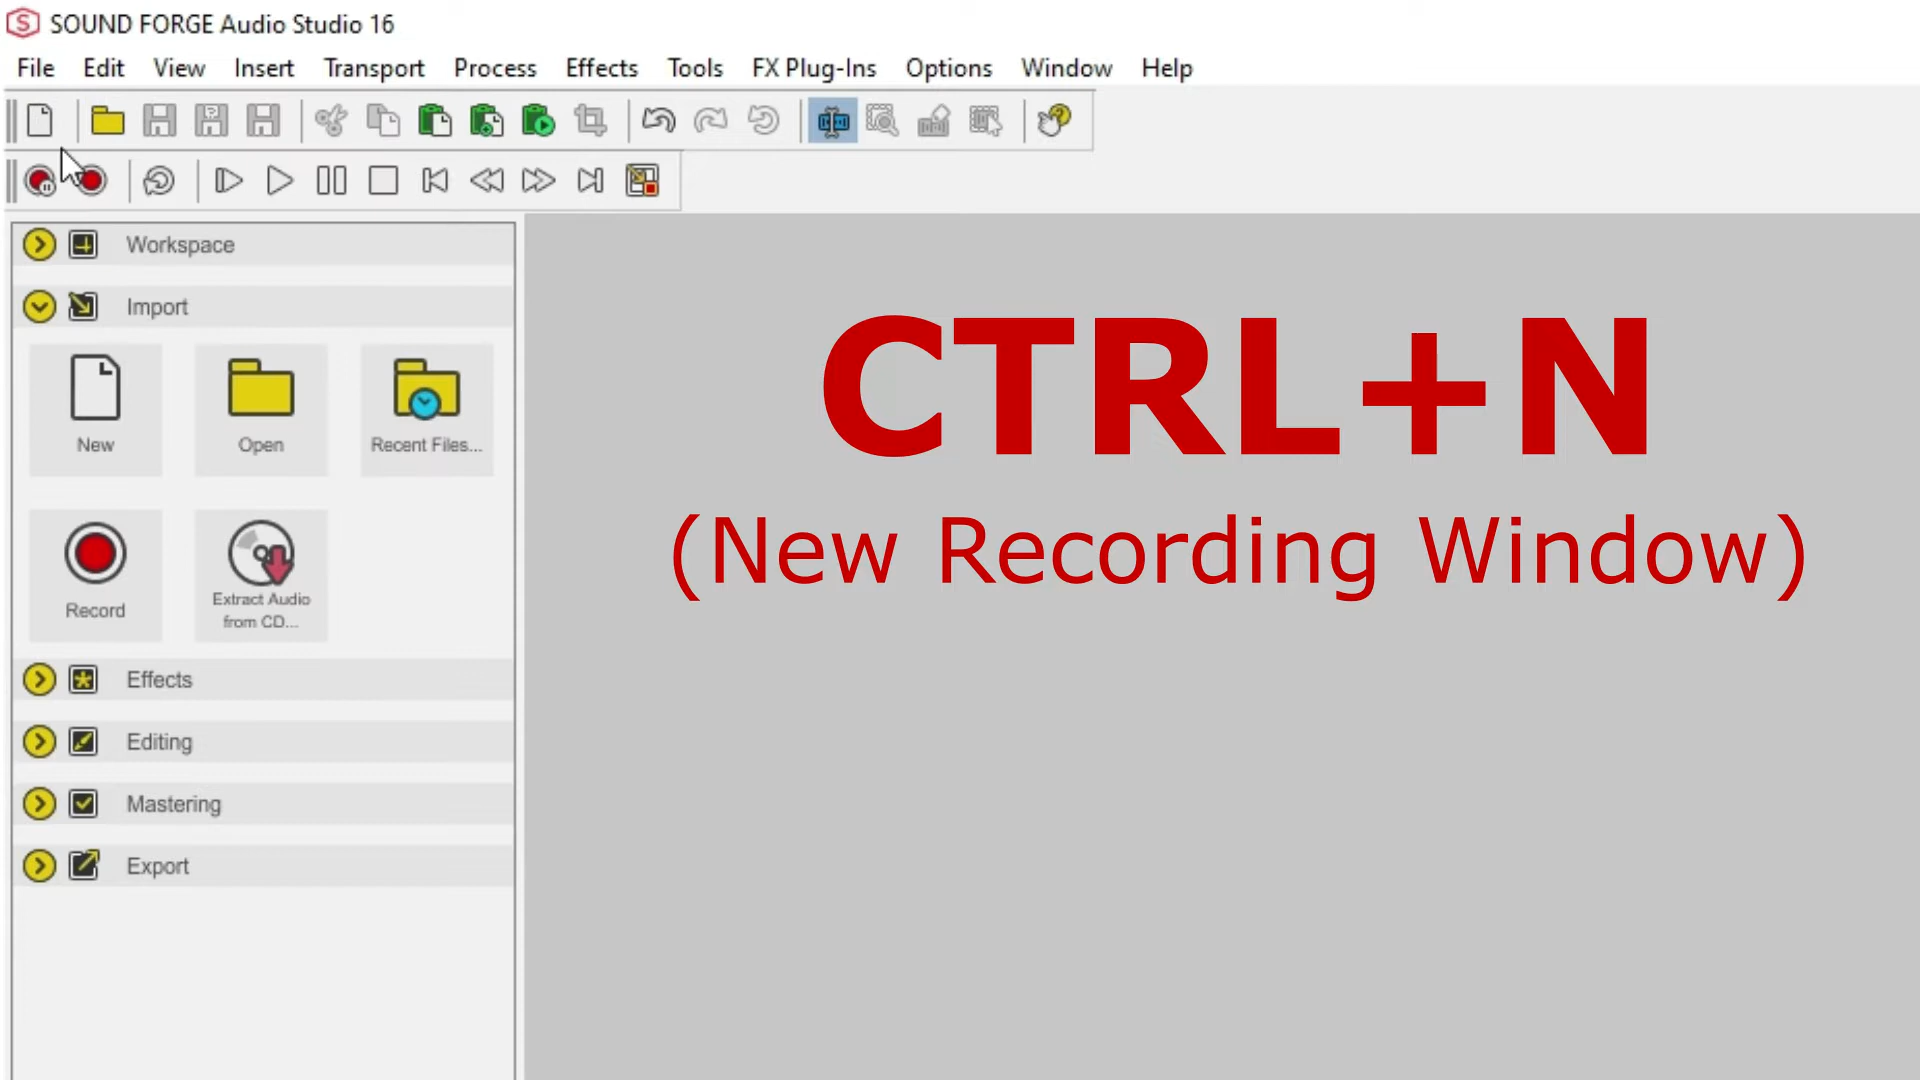 SOUND FORGE Audio Studio 16
File Edit View Insert Transport Process Effects Tools FX Plug-Ins Options Window Help
Workspace
Import
New Open Recent Files...
Record Extract Audio from CD...
Effects
Editing
Mastering
Export
CTRL+N
(New Recording Window)